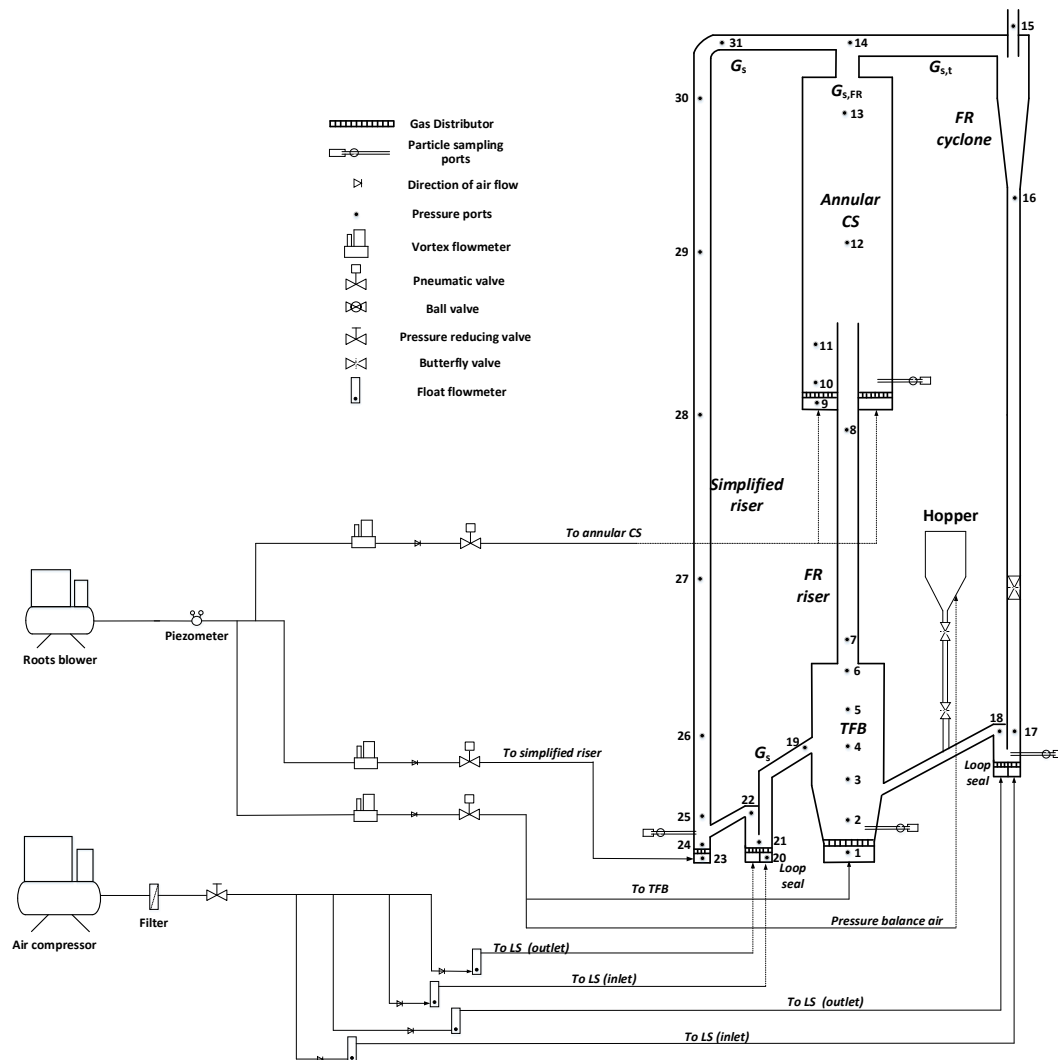 15
31
14
Gs
Gs,t
30
Gs,FR
13
FR
cyclone
Gas Distributor
Particle sampling
ports
Direction of air flow
Pressure ports
Vortex flowmeter
Pneumatic valve
Ball valve
Pressure reducing valve
Butterfly valve
Float flowmeter
16
Annular
CS
12
29
11
10
9
28
8
Simplified
riser
Hopper
To annular CS
27
FR
riser
Roots blower
Piezometer
7
6
5
TFB
4
3
2
1
18
17
19
26
Gs
To simplified riser
Loop
seal
22
25
24
23
21
20
Loop
seal
To TFB
Pressure balance air
Air compressor
Filter
To LS (outlet)
To LS (inlet)
To LS (outlet)
To LS (inlet)